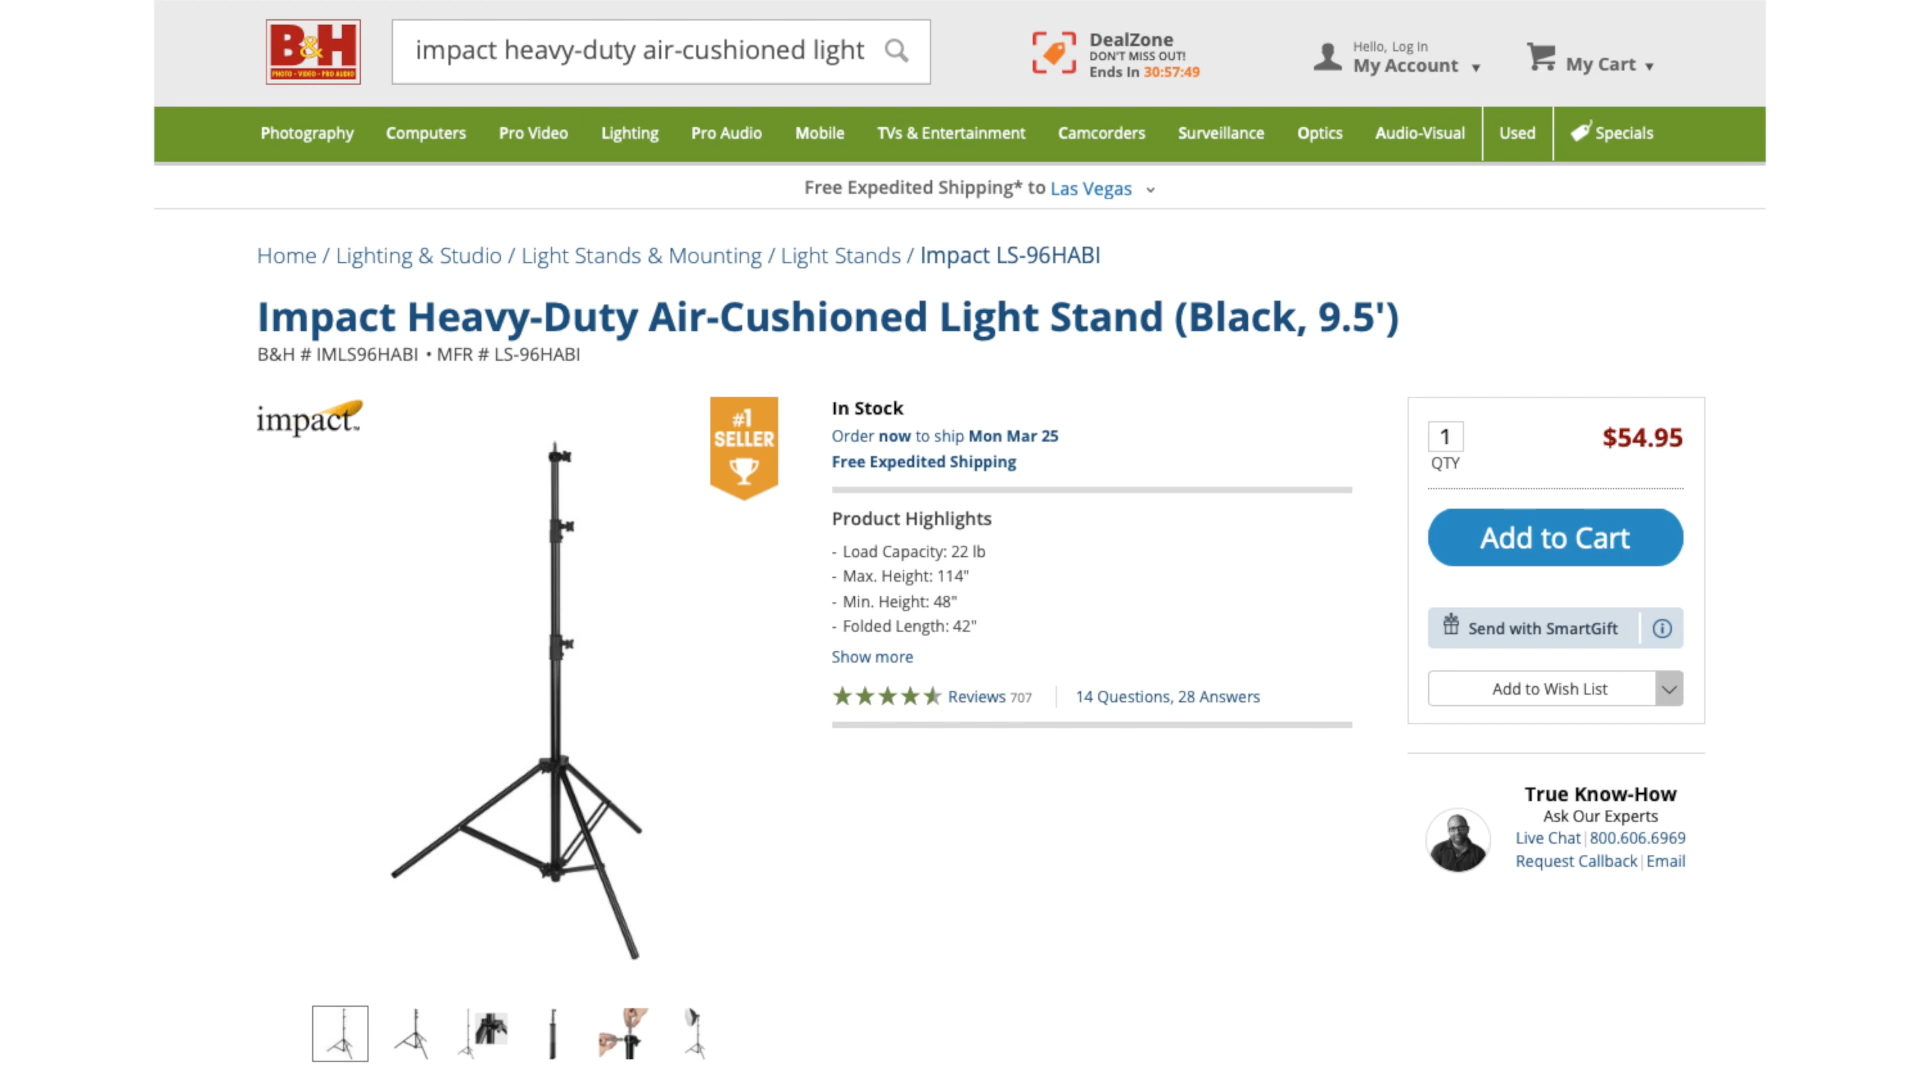 B&H
PHOTO - VIDEO - PRO AUDIO
impact heavy-duty air-cushioned light
DealZone
DON'T MISS OUT!
Ends In 30:57:49
Hello, Log In
My Account
My Cart
Photography Computers Pro Video Lighting Pro Audio Mobile TVs & Entertainment Camcorders Surveillance Optics Audio-Visual Used Specials
Free Expedited Shipping* to Las Vegas
Home / Lighting & Studio / Light Stands & Mounting / Light Stands / Impact LS-96HABI
Impact Heavy-Duty Air-Cushioned Light Stand (Black, 9.5')
B&H # IMLS96HABI • MFR # LS-96HABI
impact™
#1
SELLER
In Stock
Order now to ship Mon Mar 25
Free Expedited Shipping
Product Highlights
- Load Capacity: 22 lb
- Max. Height: 114"
- Min. Height: 48"
- Folded Length: 42"
Show more
Reviews 707 14 Questions, 28 Answers
1
QTY
$54.95
Add to Cart
Send with SmartGift
Add to Wish List
True Know-How
Ask Our Experts
Live Chat | 800.606.6969
Request Callback | Email